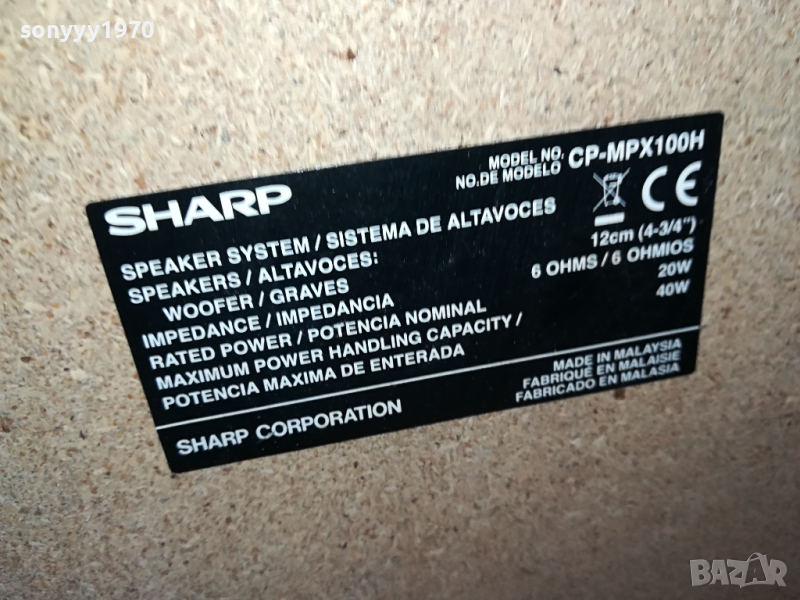 sonyyy1970
SHARP
MODEL NO.
NO.DE MODELO
CP-MPX100H
CE
SPEAKER SYSTEM / SISTEMA DE ALTAVOCES
SPEAKERS / ALTAVOCES:
WOOFER / GRAVES 12cm (4-3/4")
IMPEDANCE / IMPEDANCIA 6 OHMS / 6 OHMIOS
RATED POWER / POTENCIA NOMINAL 20W
MAXIMUM POWER HANDLING CAPACITY / 40W
POTENCIA MAXIMA DE ENTERADA
SHARP CORPORATION
MADE IN MALAYSIA
FABRIQUÉ EN MALAISIE
FABRICADO EN MALASIA
BAZAR